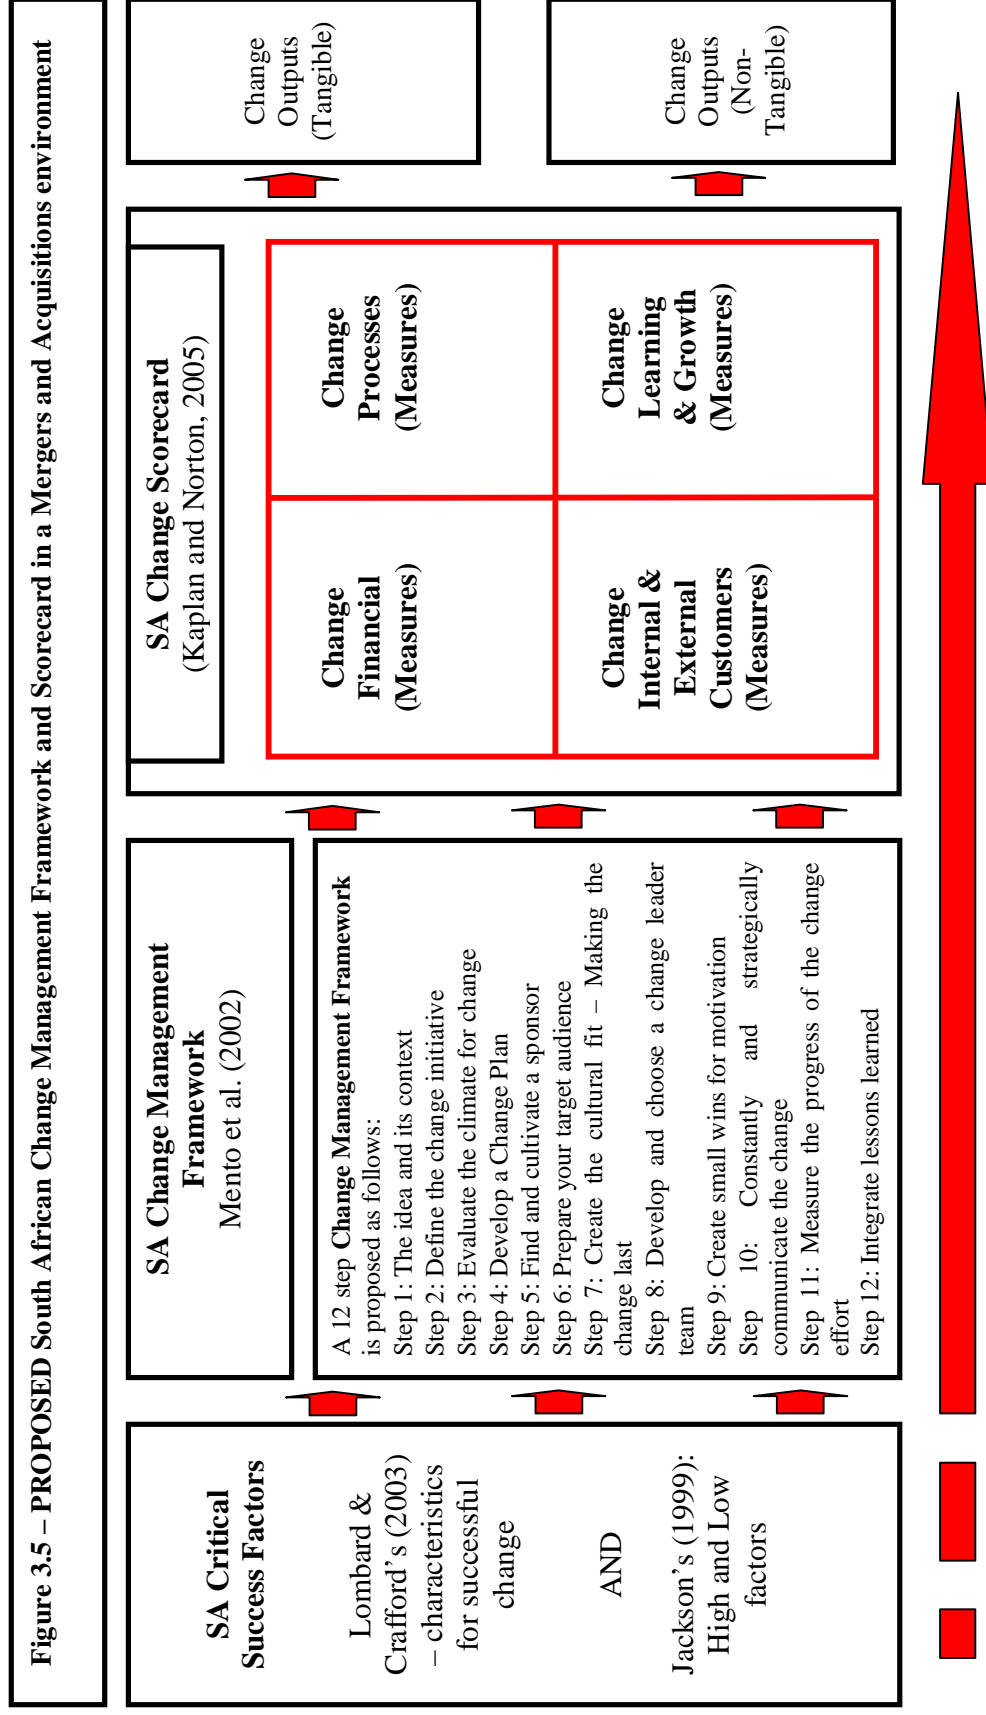 Figure 3.5 – PROPOSED South African Change Management Framework and Scorecard in a Mergers and Acquisitions environment
SA Critical
Success Factors
Lombard &
Crafford's (2003)
– characteristics
for successful
change
AND
Jackson's (1999):
High and Low
factors
SA Change Management
Framework
Mento et al. (2002)
A 12 step Change Management Framework
is proposed as follows:
Step 1: The idea and its context
Step 2: Define the change initiative
Step 3: Evaluate the climate for change
Step 4: Develop a Change Plan
Step 5: Find and cultivate a sponsor
Step 6: Prepare your target audience
Step 7: Create the cultural fit – Making the
change last
Step 8: Develop and choose a change leader
team
Step 9: Create small wins for motivation
Step 10: Constantly and strategically
communicate the change
Step 11: Measure the progress of the change
effort
Step 12: Integrate lessons learned
SA Change Scorecard
(Kaplan and Norton, 2005)
Change
Financial
(Measures)
Change
Processes
(Measures)
Change
Internal &
External
Customers
(Measures)
Change
Learning
& Growth
(Measures)
Change
Outputs
(Tangible)
Change
Outputs
(Non-
Tangible)